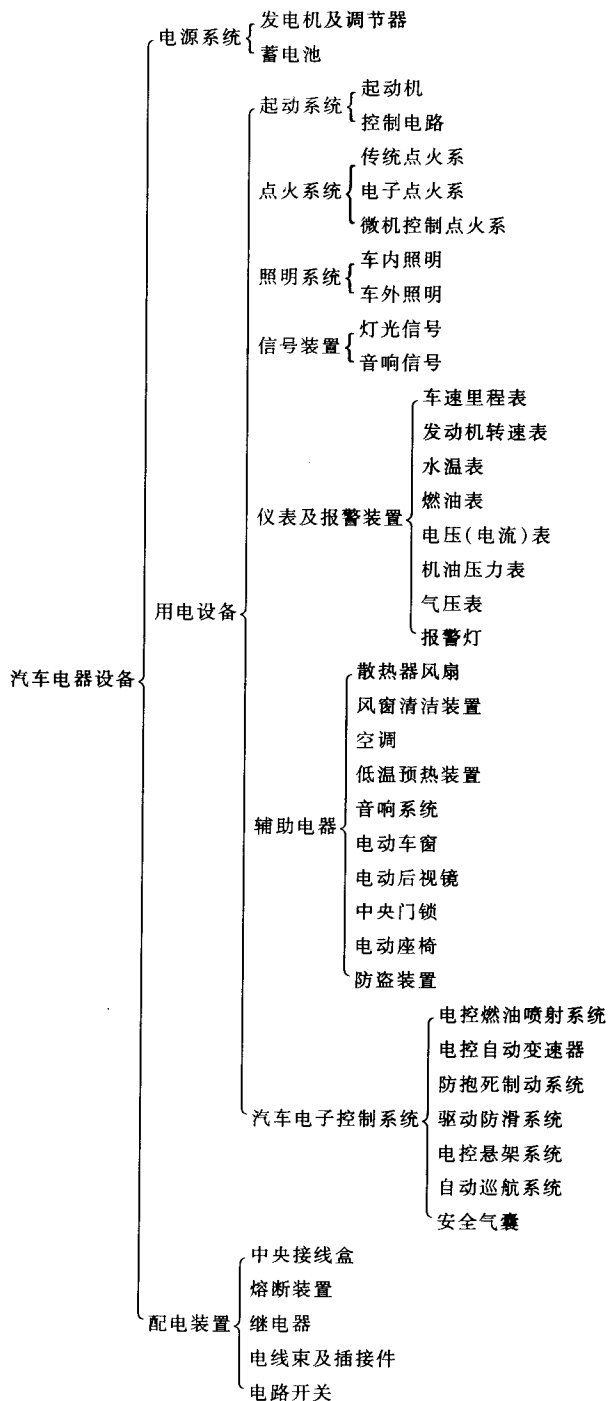 电源系统
发电机及调节器
蓄电池
起动系统
起动机
控制电路
点火系统
传统点火系
电子点火系
微机控制点火系
照明系统
车内照明
车外照明
信号装置
灯光信号
音响信号
仪表及报警装置
车速里程表
发动机转速表
水温表
燃油表
电压(电流)表
机油压力表
气压表
报警灯
用电设备
汽车电器设备
辅助电器
散热器风扇
风窗清洁装置
空调
低温预热装置
音响系统
电动车窗
电动后视镜
中央门锁
电动座椅
防盗装置
汽车电子控制系统
电控燃油喷射系统
电控自动变速器
防抱死制动系统
驱动防滑系统
电控悬架系统
自动巡航系统
安全气囊
配电装置
中央接线盒
熔断装置
继电器
电线束及插接件
电路开关